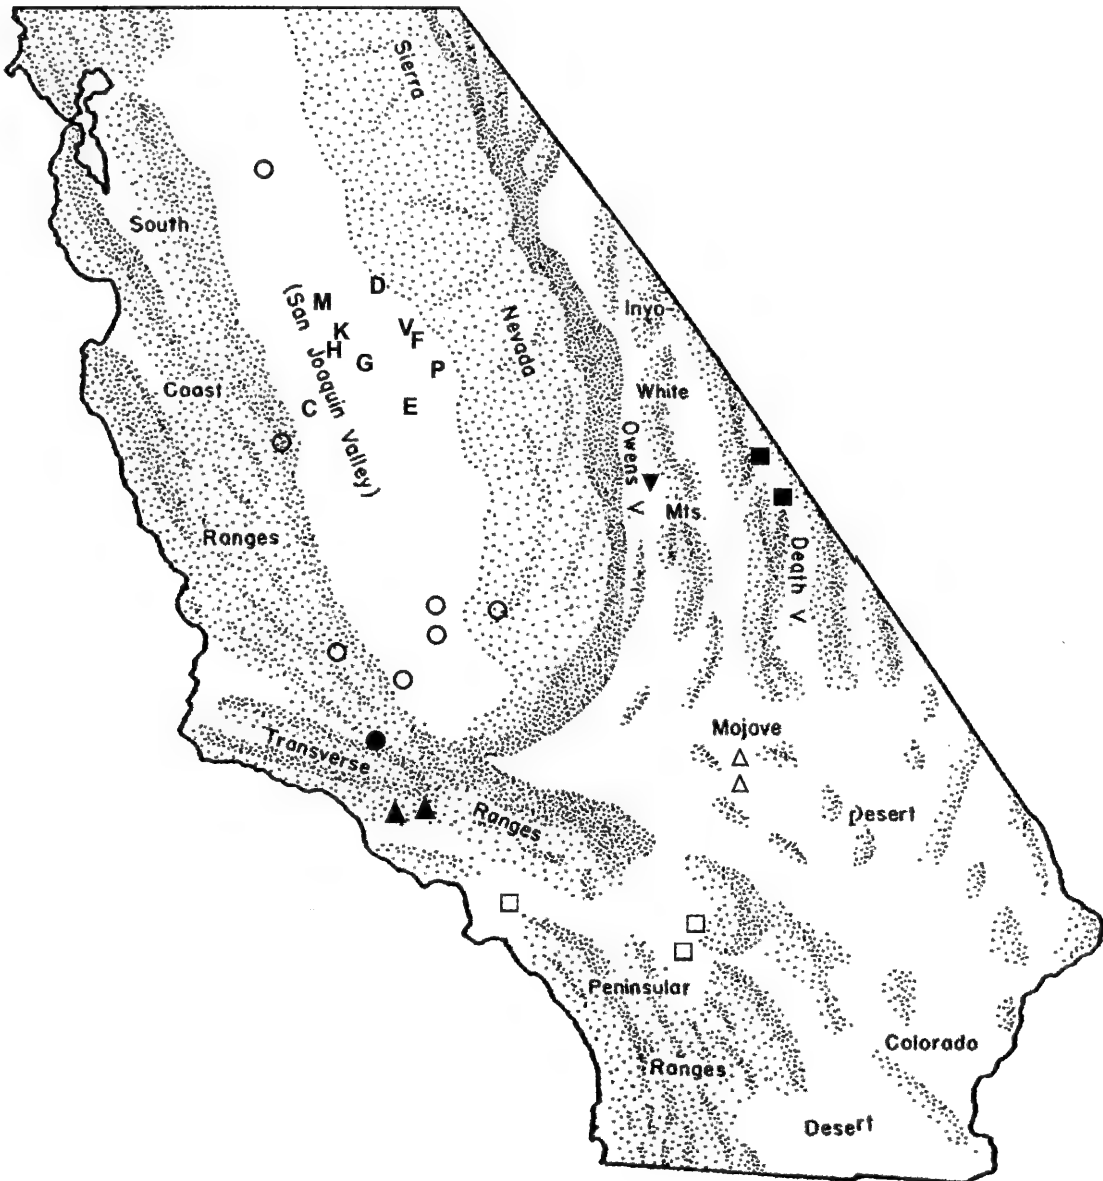 Sierra
South
(San Joaquin Valley)
M
D
K
V
F
H
G
P
C
E
Nevada
Inyo-
White
Mts.
Coast
Ranges
Owens V
Death V
Mojave
Desert
Transverse
Ranges
Peninsular
Ranges
Colorado
Desert